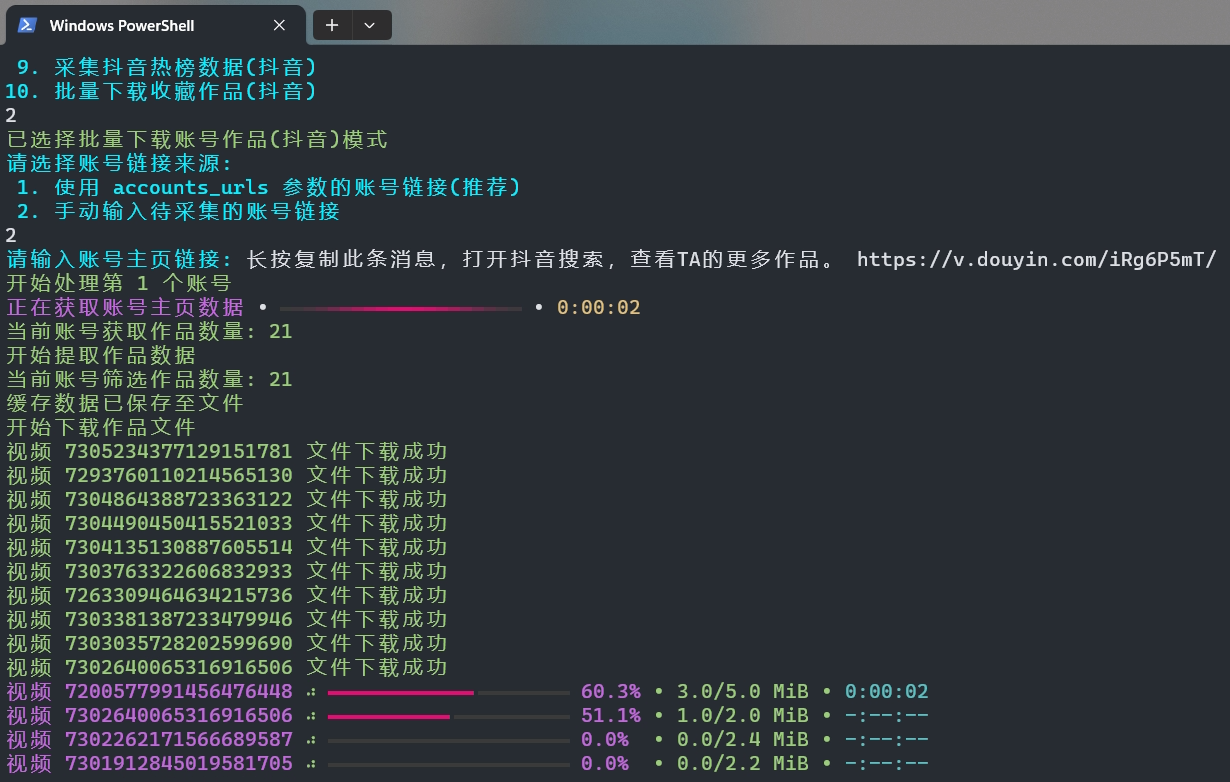 Windows PowerShell
9. 采集抖音热榜数据(抖音)
10. 批量下载收藏作品(抖音)
2
已选择批量下载账号作品(抖音)模式
请选择账号链接来源:
1. 使用 accounts_urls 参数的账号链接(推荐)
2. 手动输入待采集的账号链接
2
请输入账号主页链接: 长按复制此条消息，打开抖音搜索，查看TA的更多作品。 https://v.douyin.com/iRg6P5mT/
开始处理第 1 个账号
正在获取账号主页数据 • • 0:00:02
当前账号获取作品数量: 21
开始提取作品数据
当前账号筛选作品数量: 21
缓存数据已保存至文件
开始下载作品文件
视频 7305234377129151781 文件下载成功
视频 7293760110214565130 文件下载成功
视频 7304864388723363122 文件下载成功
视频 7304490450415521033 文件下载成功
视频 7304135130887605514 文件下载成功
视频 7303763322606832933 文件下载成功
视频 7263309464634215736 文件下载成功
视频 7303381387233479946 文件下载成功
视频 7303035728202599690 文件下载成功
视频 7302640065316916506 文件下载成功
视频 7200577991456476448 60.3% • 3.0/5.0 MiB • 0:00:02
视频 7302640065316916506 51.1% • 1.0/2.0 MiB • -:--:--
视频 7302262171566689587 0.0% • 0.0/2.4 MiB • -:--:--
视频 7301912845019581705 0.0% • 0.0/2.2 MiB • -:--:--